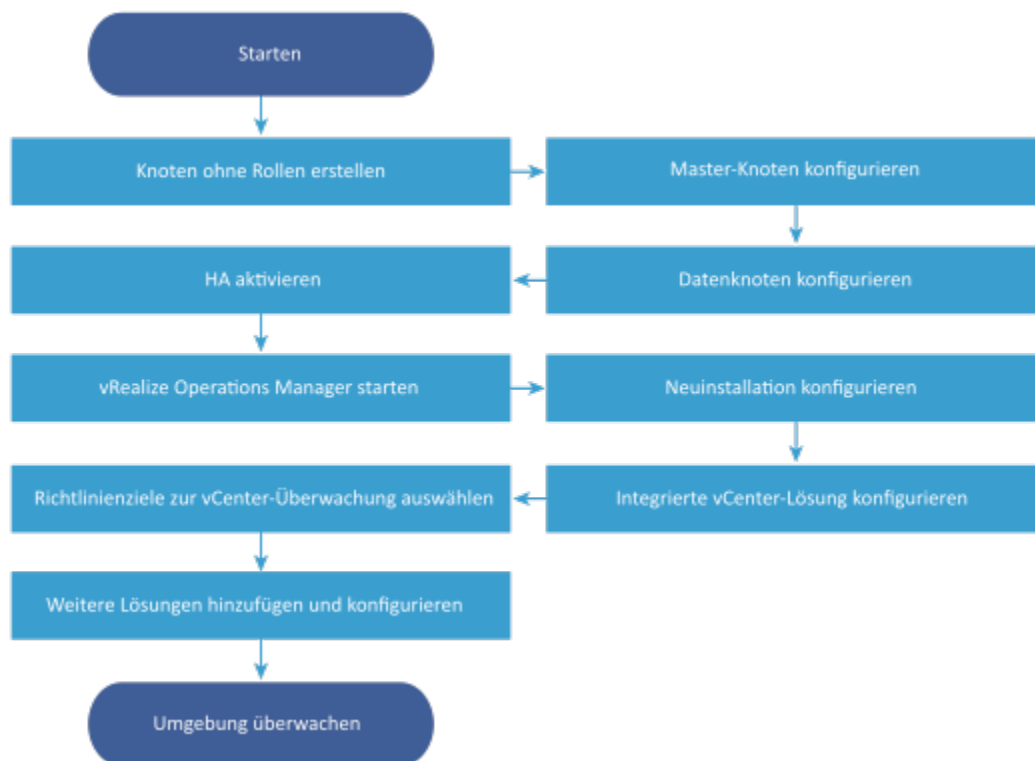 Starten
Knoten ohne Rollen erstellen
Master-Knoten konfigurieren
Datenknoten konfigurieren
HA aktivieren
vRealize Operations Manager starten
Neuinstallation konfigurieren
Integrierte vCenter-Lösung konfigurieren
Richtlinienziele zur vCenter-Überwachung auswählen
Weitere Lösungen hinzufügen und konfigurieren
Umgebung überwachen